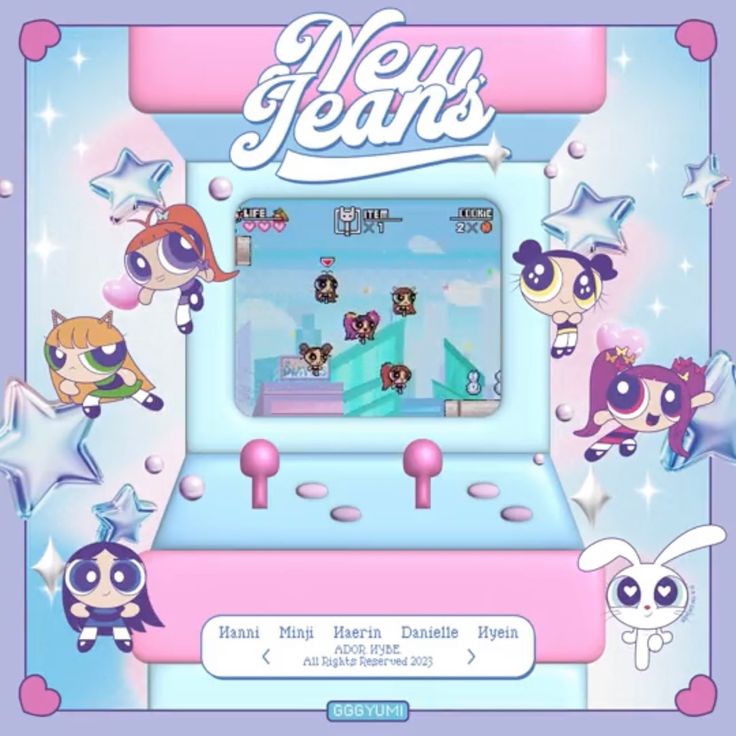 New
Jeans
LIFE ITEM COOKIE
X1 2X
Hanni Minji Haerin Danielle Hyein
ADOR HYBE.
All Rights Reserved 2023
GGGYUMI